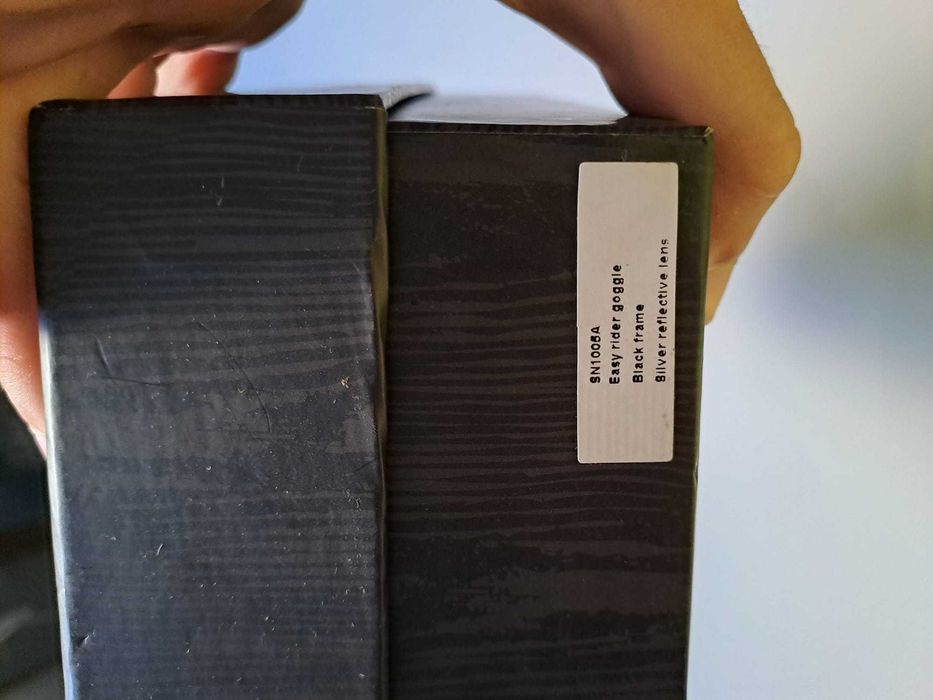 SN1005A
Easy rider goggle
Black frame
Silver reflective lens